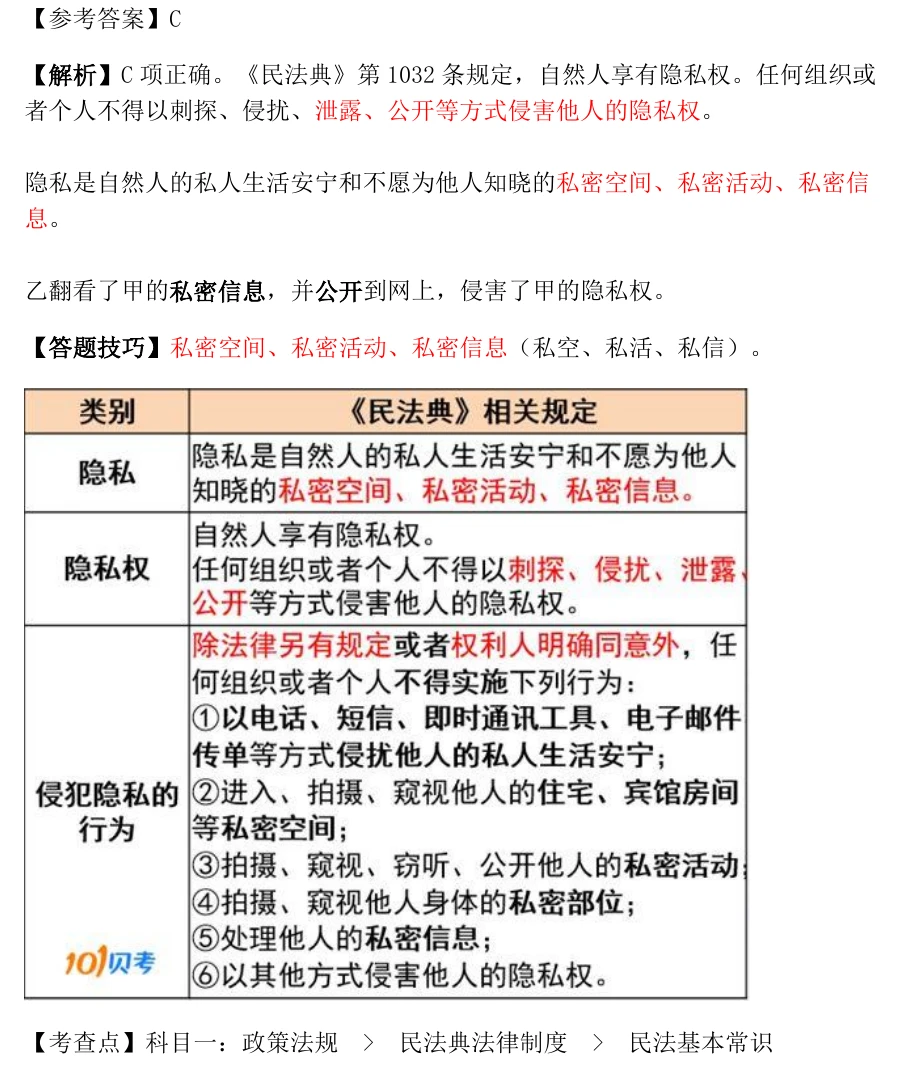 【参考答案】C
【解析】C 项正确。《民法典》第 1032 条规定，自然人享有隐私权。任何组织或
者个人不得以刺探、侵扰、泄露、公开等方式侵害他人的隐私权。
隐私是自然人的私人生活安宁和不愿为他人知晓的私密空间、私密活动、私密信
息。
乙翻看了甲的私密信息，并公开到网上，侵害了甲的隐私权。
【答题技巧】私密空间、私密活动、私密信息（私空、私活、私信）。
类别
《民法典》相关规定
隐私
隐私是自然人的私人生活安宁和不愿为他人
知晓的私密空间、私密活动、私密信息。
隐私权
自然人享有隐私权。
任何组织或者个人不得以刺探、侵扰、泄露、
公开等方式侵害他人的隐私权。
侵犯隐私的
行为
除法律另有规定或者权利人明确同意外，任
何组织或者个人不得实施下列行为：
①以电话、短信、即时通讯工具、电子邮件
传单等方式侵扰他人的私人生活安宁；
②进入、拍摄、窥视他人的住宅、宾馆房间
等私密空间；
③拍摄、窥视、窃听、公开他人的私密活动；
④拍摄、窥视他人身体的私密部位；
⑤处理他人的私密信息；
⑥以其他方式侵害他人的隐私权。
101贝考
【考查点】科目一：政策法规 > 民法典法律制度 > 民法基本常识